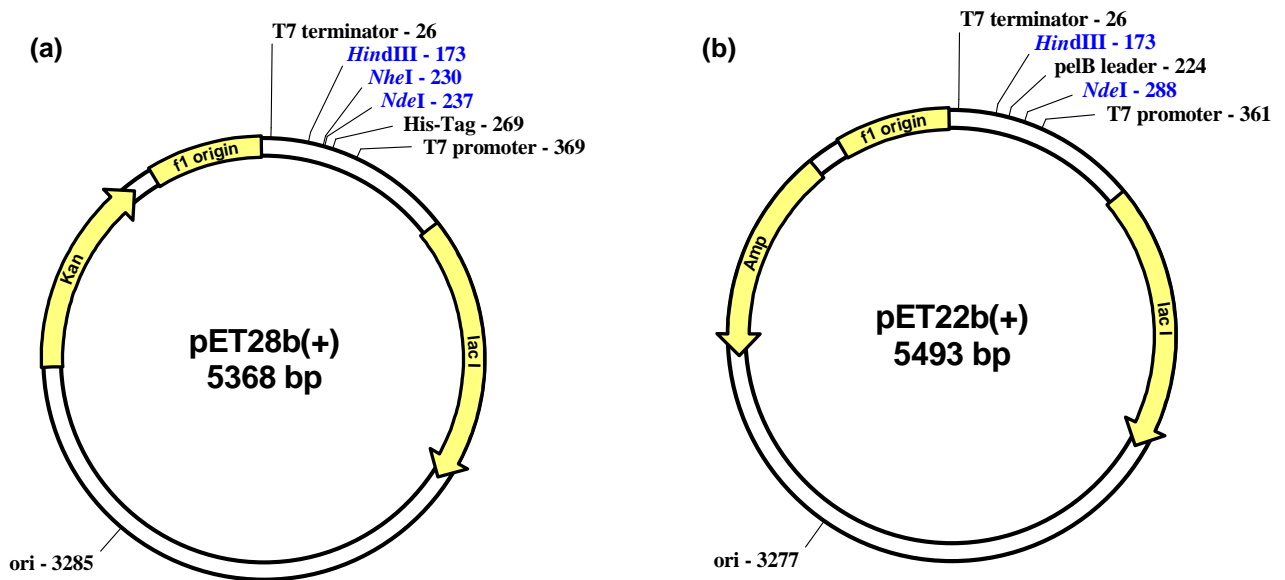 (a)
T7 terminator - 26
HindIII - 173
NheI - 230
NdeI - 237
His-Tag - 269
T7 promoter - 369
f1 origin
Kan
lac I
pET28b(+)
5368 bp
ori - 3285
(b)
T7 terminator - 26
HindIII - 173
pelB leader - 224
NdeI - 288
T7 promoter - 361
f1 origin
Amp
lac I
pET22b(+)
5493 bp
ori - 3277